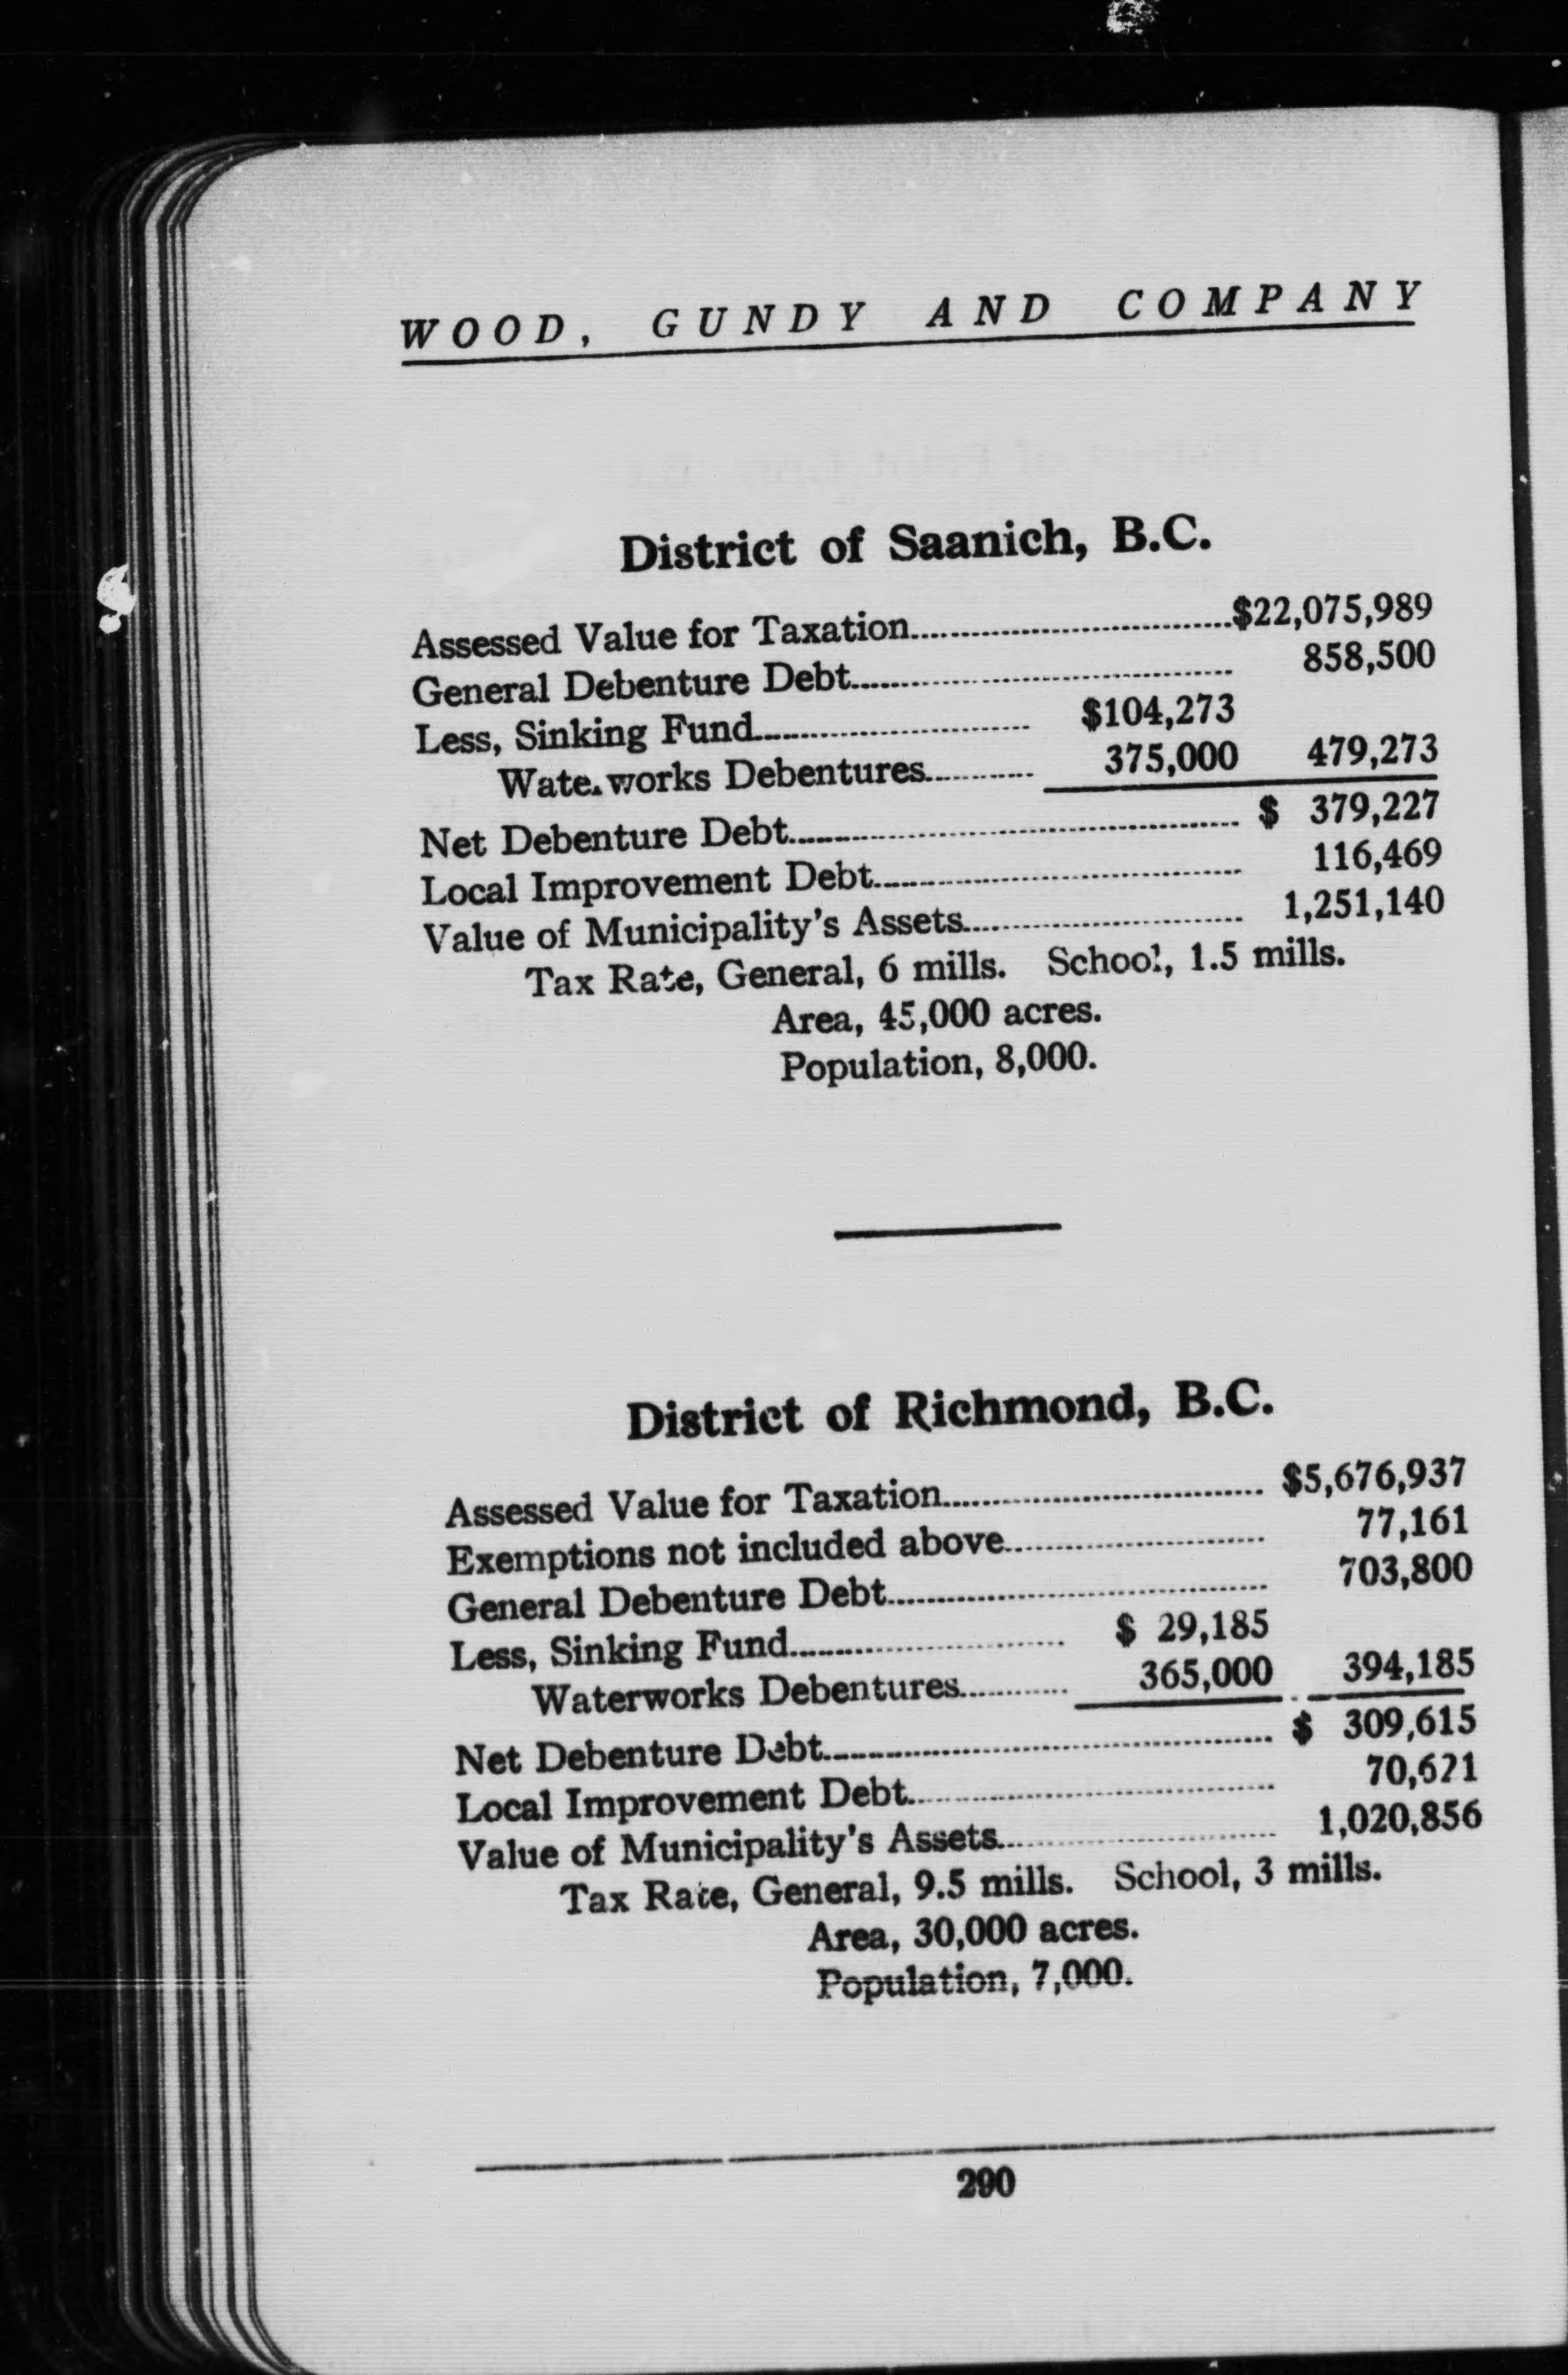 WOOD, GUNDY AND COMPANY
District of Saanich, B.C.
Assessed Value for Taxation $22,075,989
General Debenture Debt 858,500
Less, Sinking Fund $104,273
Waterworks Debentures 375,000 479,273
Net Debenture Debt $ 379,227
Local Improvement Debt 116,469
Value of Municipality's Assets 1,251,140
Tax Rate, General, 6 mills. School, 1.5 mills.
Area, 45,000 acres.
Population, 8,000.
District of Richmond, B.C.
Assessed Value for Taxation $5,676,937
Exemptions not included above 77,161
General Debenture Debt 703,800
Less, Sinking Fund $ 29,185
Waterworks Debentures 365,000 394,185
Net Debenture Debt $ 309,615
Local Improvement Debt 70,621
Value of Municipality's Assets 1,020,856
Tax Rate, General, 9.5 mills. School, 3 mills.
Area, 30,000 acres.
Population, 7,000.
290